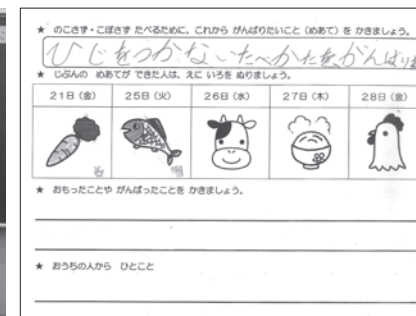 ★ のこさず・こぼさず たべるために、これから がんばりたいこと（めあて）を かきましょう。
ひじをつかないたべかたを、がんばりま
★ じぶんの めあてが できた人は、えに いろを ぬりましょう。
21日（金） 25日（火） 26日（水） 27日（木） 28日（金）
★ おもったことや がんばったことを かきましょう。
★ おうちの人から ひとこと